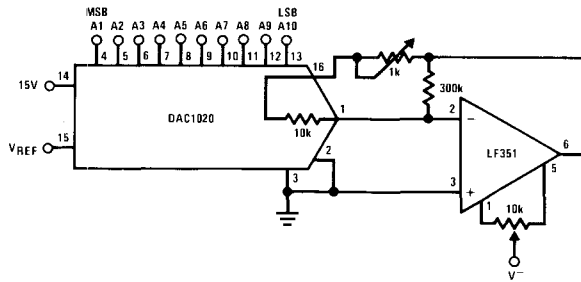 MSB LSB
A1 A2 A3 A4 A5 A6 A7 A8 A9 A10
4 5 6 7 8 9 10 11 12 13
16
1k
15V 14
300k
DAC1020
1
2 −
10k
LF351
6
VREF 15
2
5
3
3 +
1
10k
V−